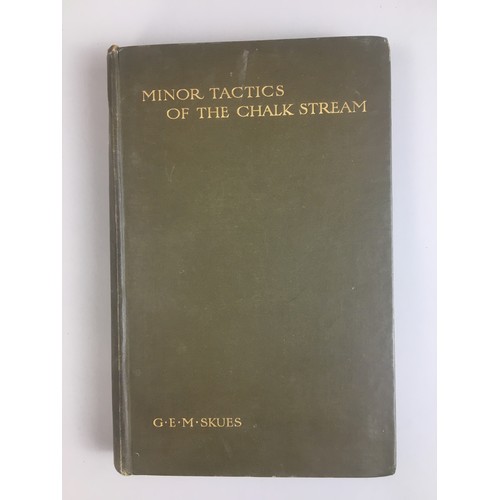 MINOR TACTICS
OF THE CHALK STREAM
G·E·M·SKUES